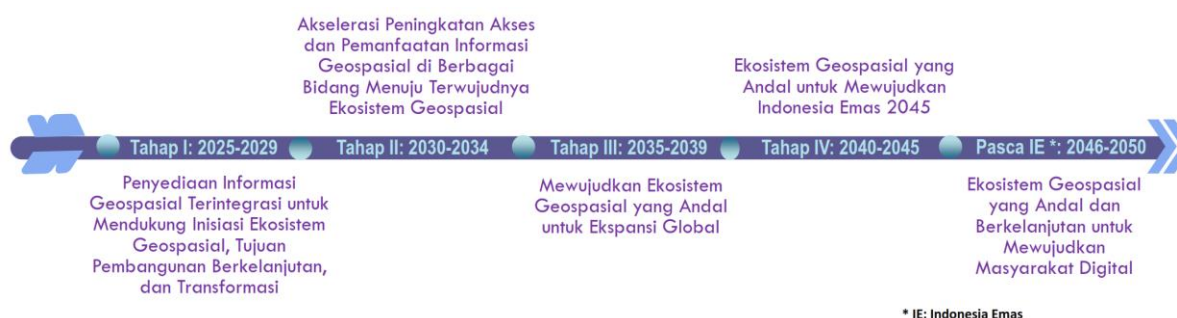 Akselerasi Peningkatan Akses
dan Pemanfaatan Informasi
Geospasial di Berbagai
Bidang Menuju Terwujudnya
Ekosistem Geospasial
Ekosistem Geospasial yang
Andal untuk Mewujudkan
Indonesia Emas 2045
Tahap I: 2025-2029
Tahap II: 2030-2034
Tahap III: 2035-2039
Tahap IV: 2040-2045
Pasca IE *: 2046-2050
Penyediaan Informasi
Geospasial Terintegrasi untuk
Mendukung Inisiasi Ekosistem
Geospasial, Tujuan
Pembangunan Berkelanjutan,
dan Transformasi
Mewujudkan Ekosistem
Geospasial yang Andal
untuk Ekspansi Global
Ekosistem Geospasial
yang Andal dan
Berkelanjutan untuk
Mewujudkan
Masyarakat Digital
* IE: Indonesia Emas